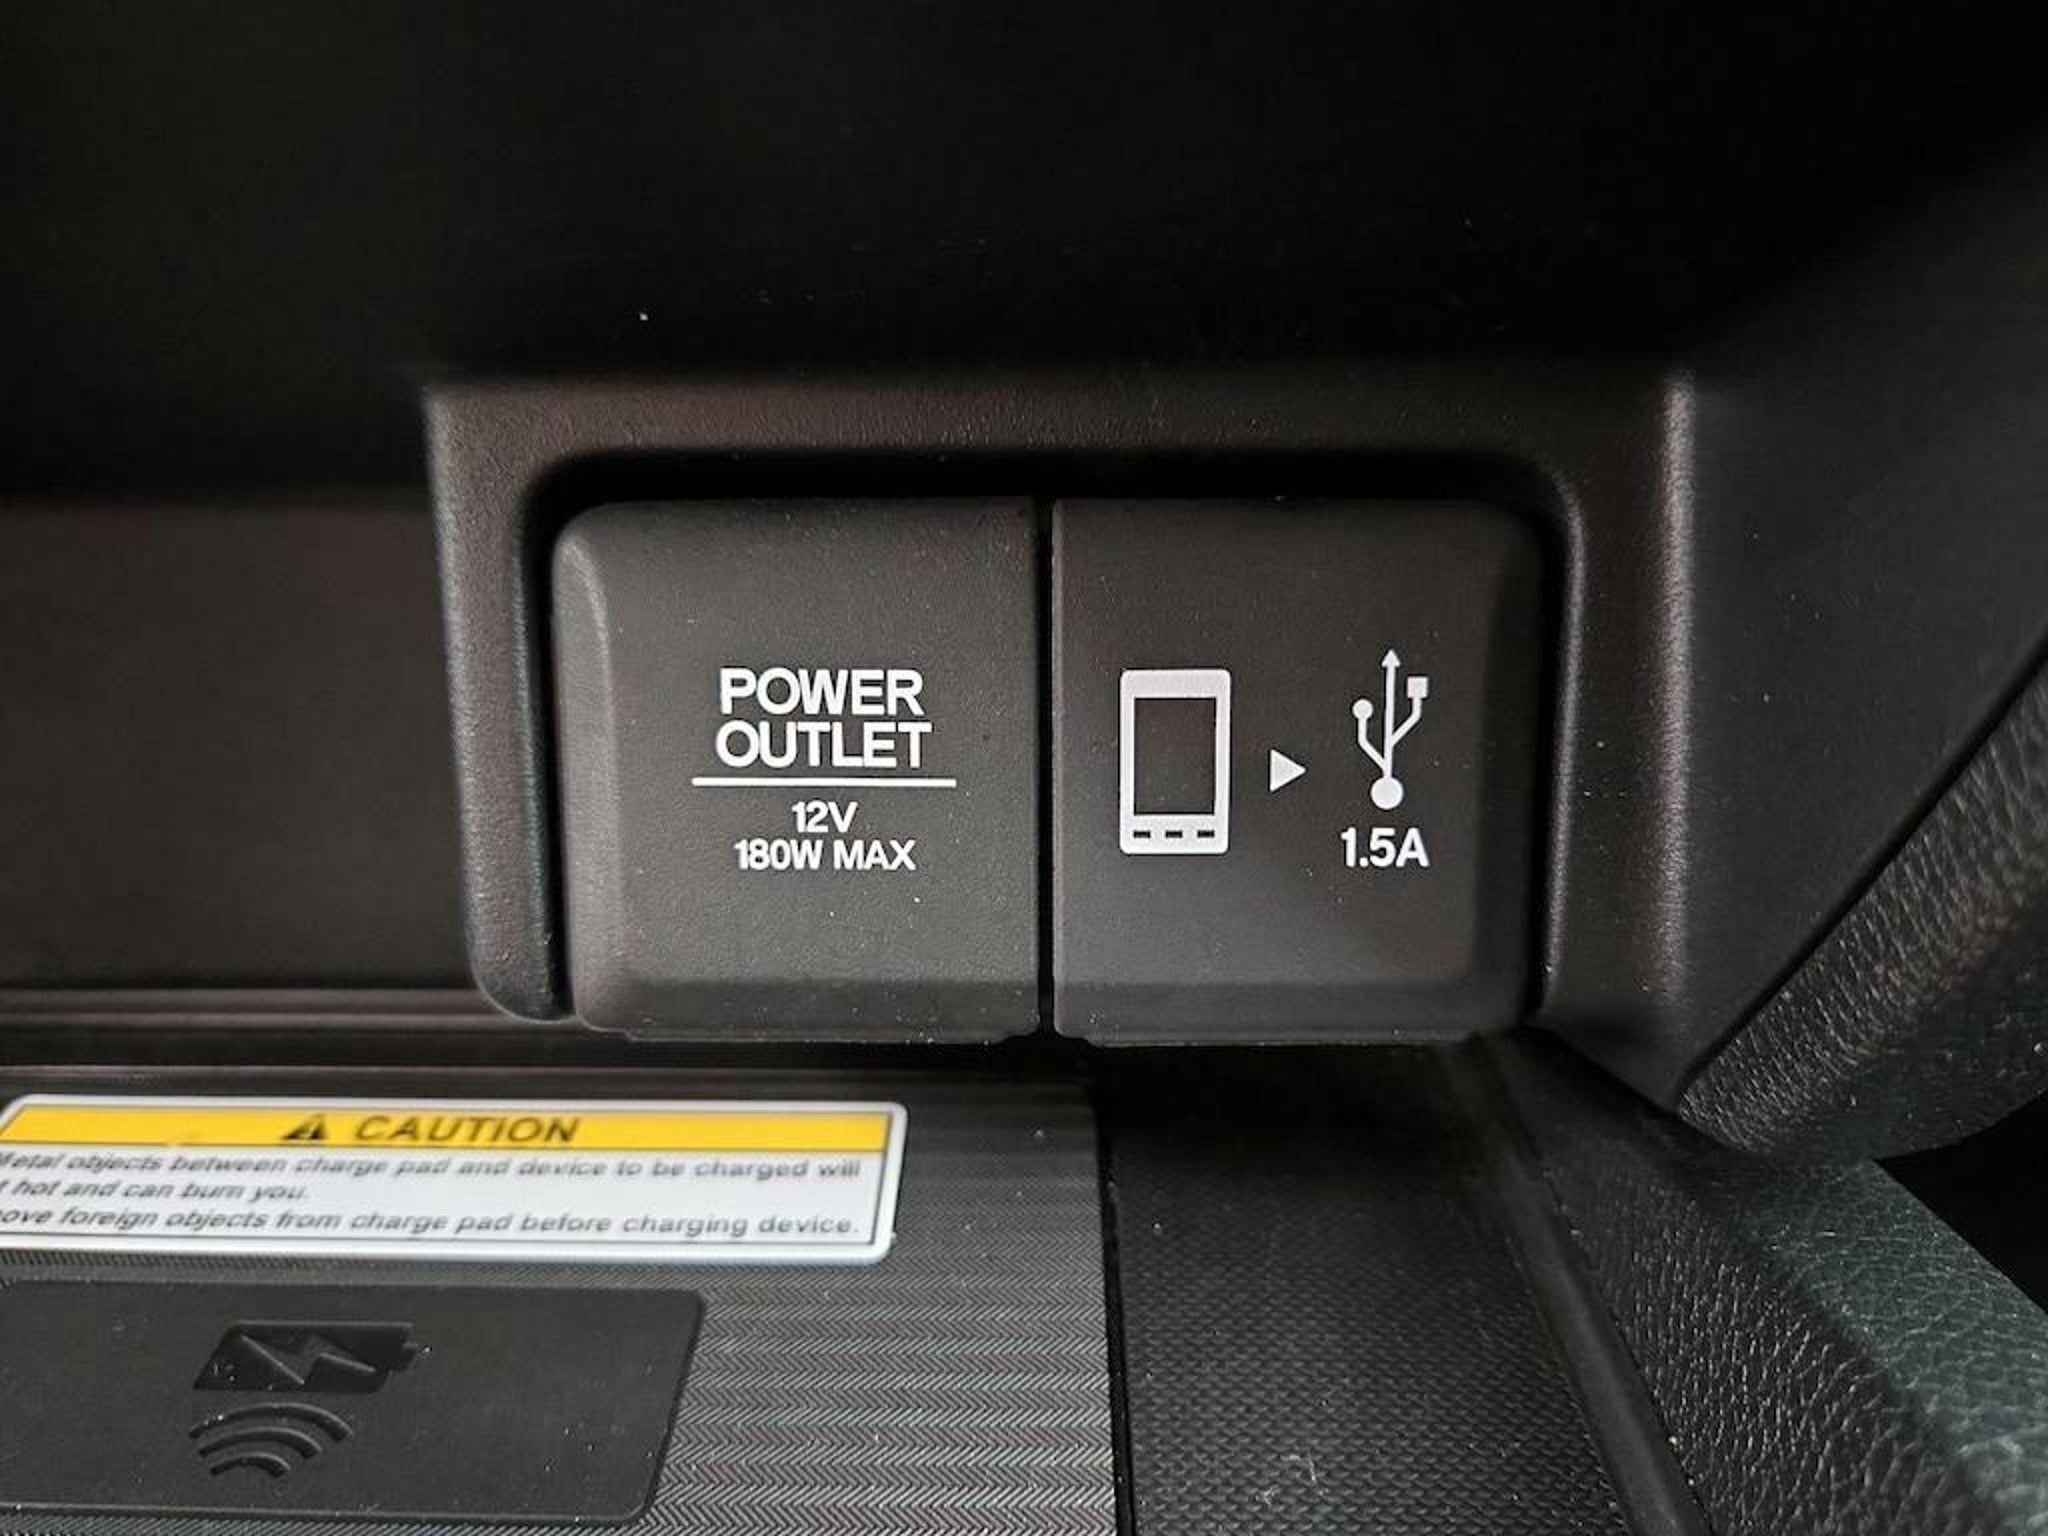 POWER
OUTLET
12V
180W MAX
1.5A
CAUTION
Metal objects between charge pad and device to be charged will
hot and can burn you.
foreign objects from charge pad before charging device.